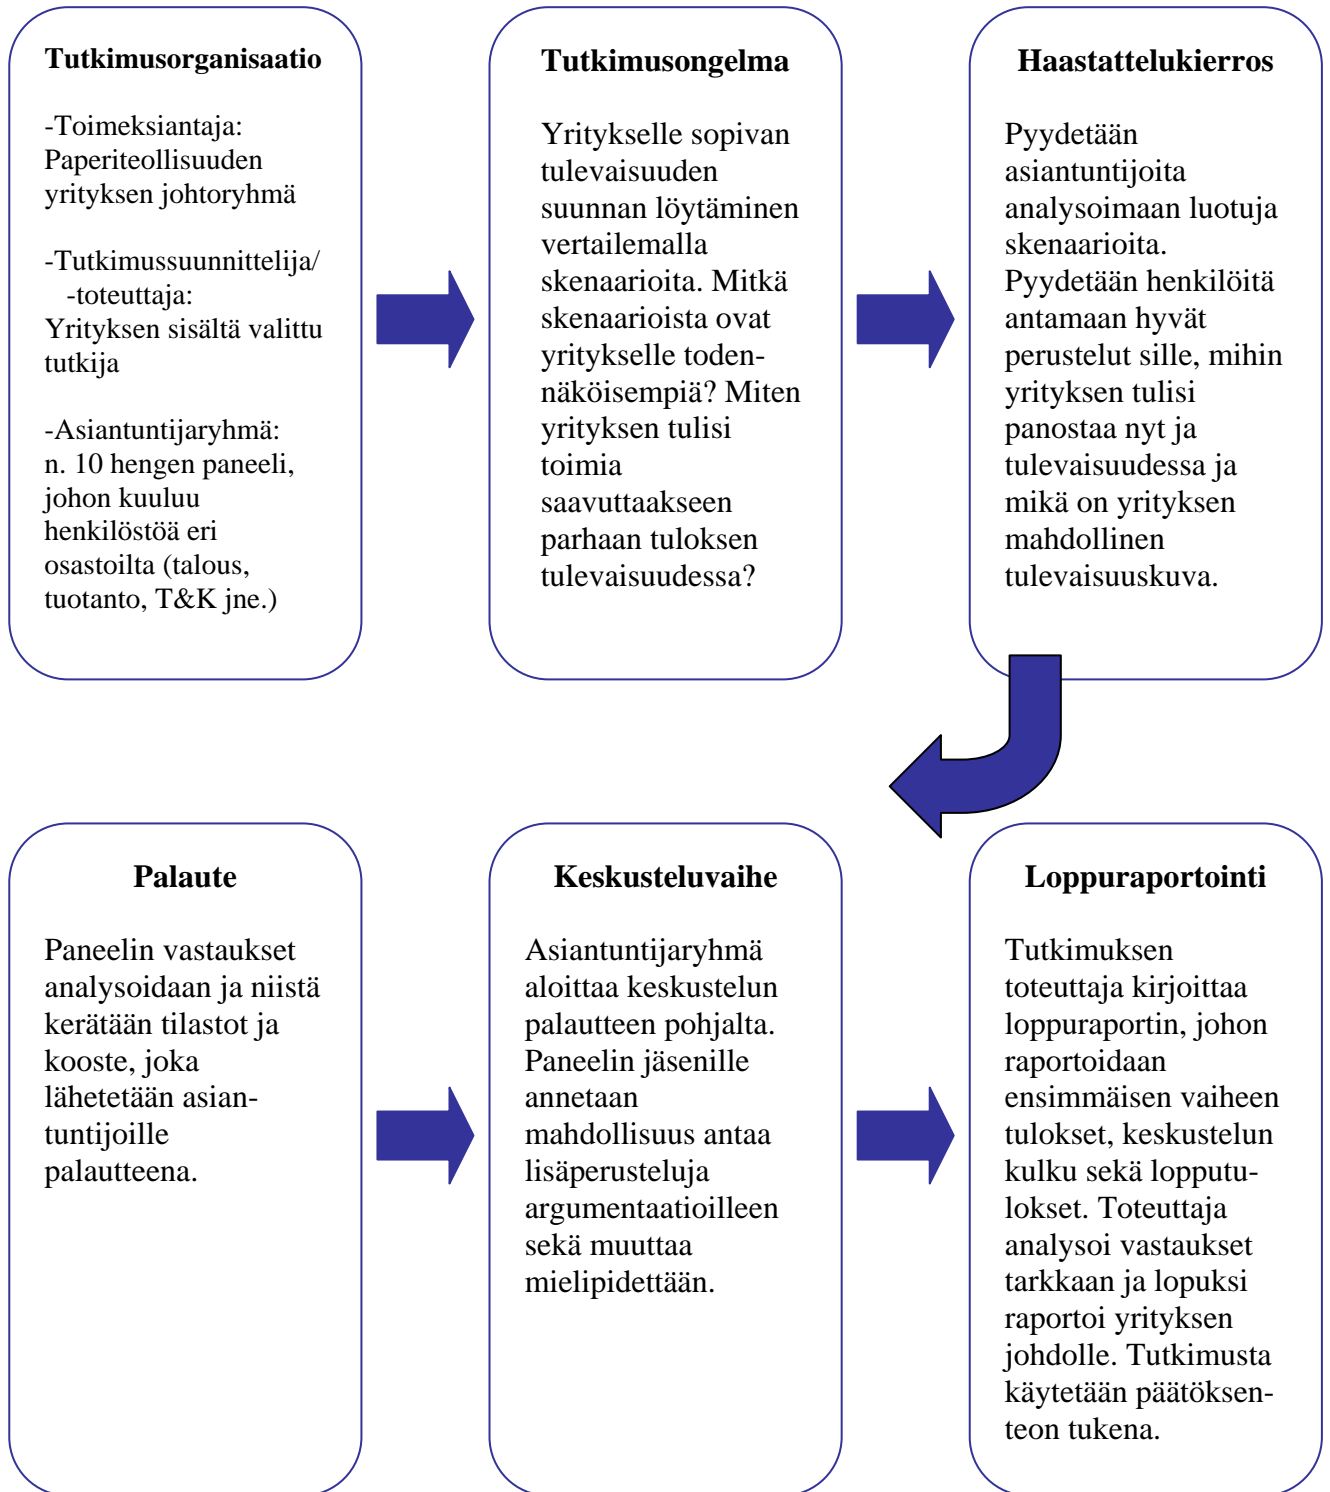 Tutkimusorganisaatio
-Toimeksiantaja:
Paperiteollisuuden
yrityksen johtoryhmä
-Tutkimussuunnittelija/
-toteuttaja:
Yrityksen sisältä valittu
tutkija
-Asiantuntijaryhmä:
n. 10 hengen paneeli,
johon kuuluu
henkilöstöä eri
osastoilta (talous,
tuotanto, T&K jne.)
Tutkimusongelma
Yritykselle sopivan
tulevaisuuden
suunnan löytäminen
vertailemalla
skenaarioita. Mitkä
skenaarioista ovat
yritykselle toden-
näköisempiä? Miten
yrityksen tulisi
toimia
saavuttaakseen
parhaan tuloksen
tulevaisuudessa?
Haastattelukierros
Pyydetään
asiantuntijoita
analysoimaan luotuja
skenaarioita.
Pyydetään henkilöitä
antamaan hyvät
perustelut sille, mihin
yrityksen tulisi
panostaa nyt ja
tulevaisuudessa ja
mikä on yrityksen
mahdollinen
tulevaisuuskuva.
Palaute
Paneelin vastaukset
analysoidaan ja niistä
kerätään tilastot ja
kooste, joka
lähetetään asian-
tuntijoille
palautteena.
Keskusteluvaihe
Asiantuntijaryhmä
aloittaa keskustelun
palautteen pohjalta.
Paneelin jäsenille
annetaan
mahdollisuus antaa
lisäperusteluja
argumentaatioilleen
sekä muuttaa
mielipidettään.
Loppuraportointi
Tutkimuksen
toteuttaja kirjoittaa
loppuraportin, johon
raportoidaan
ensimmäisen vaiheen
tulokset, keskustelun
kulku sekä lopputu-
lokset. Toteuttaja
analysoi vastaukset
tarkkaan ja lopuksi
raportoi yrityksen
johdolle. Tutkimusta
käytetään päätöksen-
teon tukena.